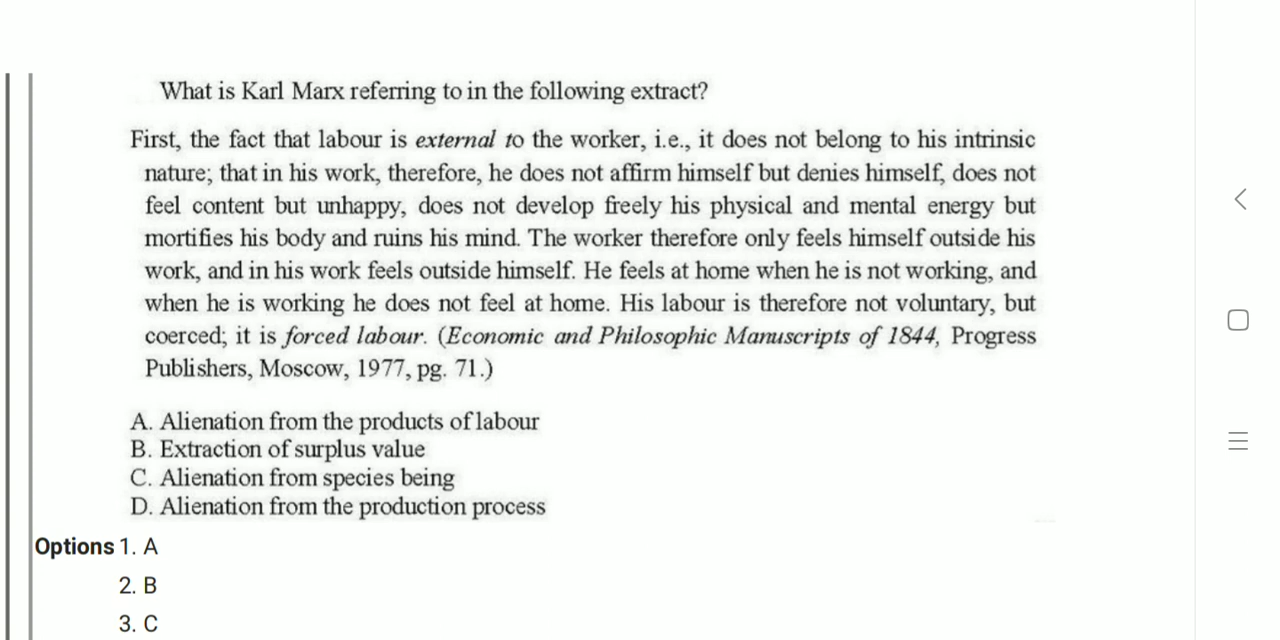 What is Karl Marx referring to in the following extract?
First, the fact that labour is external to the worker, i.e., it does not belong to his intrinsic
nature; that in his work, therefore, he does not affirm himself but denies himself, does not
feel content but unhappy, does not develop freely his physical and mental energy but
mortifies his body and ruins his mind. The worker therefore only feels himself outside his
work, and in his work feels outside himself. He feels at home when he is not working, and
when he is working he does not feel at home. His labour is therefore not voluntary, but
coerced; it is forced labour. (Economic and Philosophic Manuscripts of 1844, Progress
Publishers, Moscow, 1977, pg. 71.)
A. Alienation from the products of labour
B. Extraction of surplus value
C. Alienation from species being
D. Alienation from the production process
Options 1. A
2. B
3. C